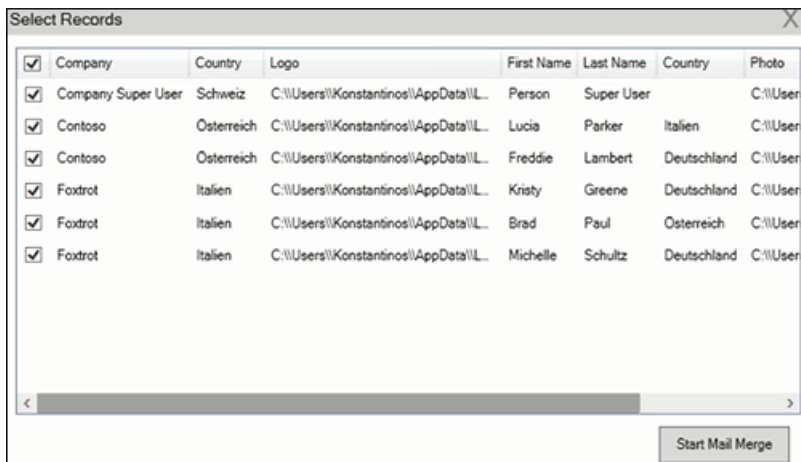 Select Records X
Company Country Logo First Name Last Name Country Photo
Company Super User Schweiz C:\\Users\\Konstantinos\\AppData\\L... Person Super User C:\\User
Contoso Österreich C:\\Users\\Konstantinos\\AppData\\L... Lucia Parker Italien C:\\User
Contoso Österreich C:\\Users\\Konstantinos\\AppData\\L... Freddie Lambert Deutschland C:\\User
Foxtrot Italien C:\\Users\\Konstantinos\\AppData\\L... Kristy Greene Deutschland C:\\User
Foxtrot Italien C:\\Users\\Konstantinos\\AppData\\L... Brad Paul Österreich C:\\User
Foxtrot Italien C:\\Users\\Konstantinos\\AppData\\L... Michelle Schultz Deutschland C:\\User
Start Mail Merge